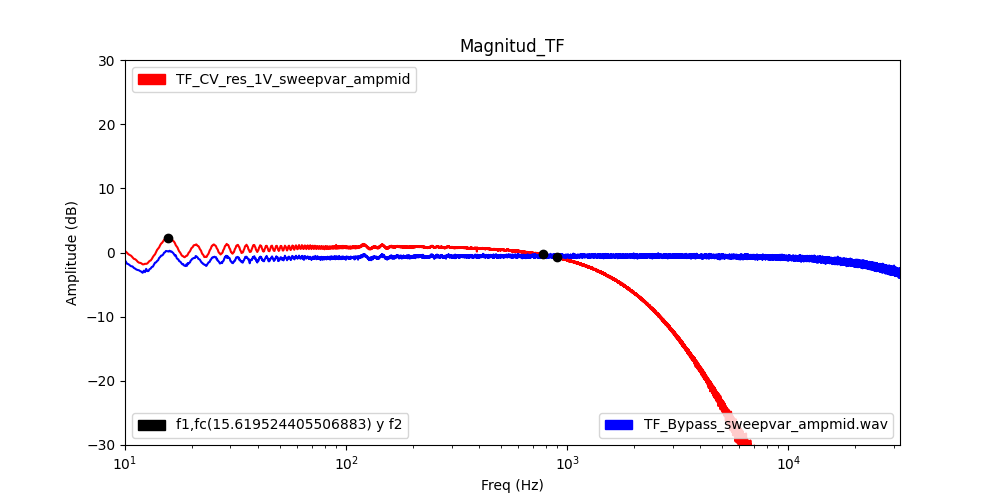 Magnitud_TF
30
20
10
0
−10
−20
−30
Amplitude (dB)
TF_CV_res_1V_sweepvar_ampmid
f1,fc(15.619524405506883) y f2
TF_Bypass_sweepvar_ampmid.wav
10¹
10²
10³
10⁴
Freq (Hz)